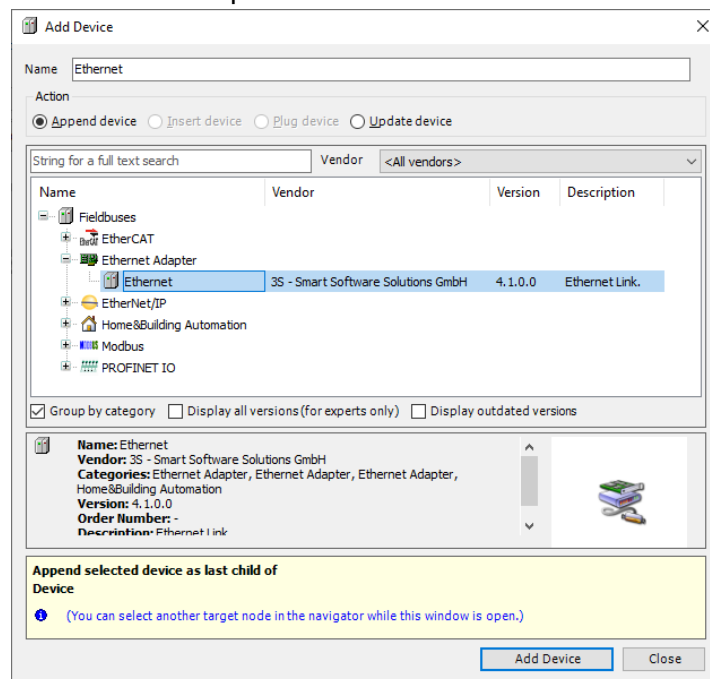 Add Device
Name Ethernet
Action
Append device Insert device Plug device Update device
String for a full text search Vendor <All vendors>
Name Vendor Version Description
Fieldbuses
EtherCAT
Ethernet Adapter
Ethernet 3S - Smart Software Solutions GmbH 4.1.0.0 Ethernet Link.
EtherNet/IP
Home&Building Automation
Modbus
PROFINET IO
Group by category Display all versions (for experts only) Display outdated versions
Name: Ethernet
Vendor: 3S - Smart Software Solutions GmbH
Categories: Ethernet Adapter, Ethernet Adapter, Ethernet Adapter,
Home&Building Automation
Version: 4.1.0.0
Order Number: -
Description: Ethernet Link
Append selected device as last child of
Device
(You can select another target node in the navigator while this window is open.)
Add Device Close